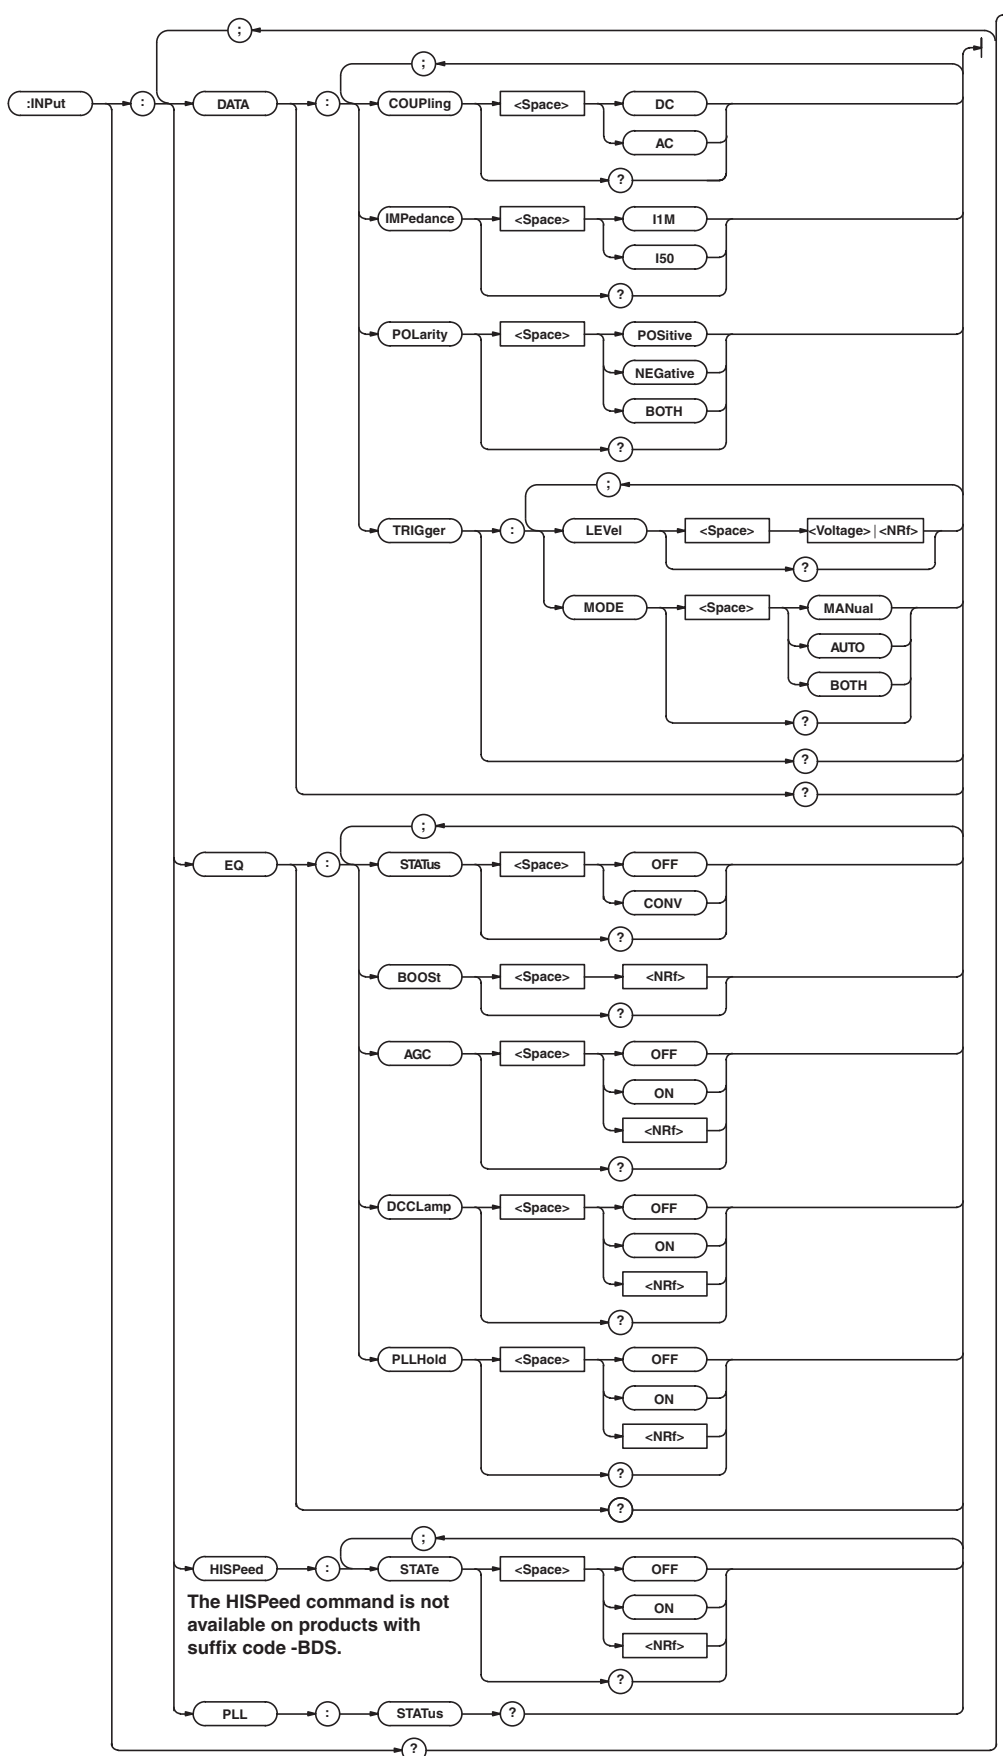 ;
;
:INPut : DATA : COUPling <Space> DC
AC
?
IMPedance <Space> I1M
I50
?
POLarity <Space> POSitive
NEGative
BOTH
?
;
TRIGger : LEVel <Space> <Voltage> | <NRf>
?
MODE <Space> MANual
AUTO
BOTH
?
?
?
;
EQ : STATus <Space> OFF
CONV
?
BOOSt <Space> <NRf>
?
AGC <Space> OFF
ON
<NRf>
?
DCCLamp <Space> OFF
ON
<NRf>
?
PLLHold <Space> OFF
ON
<NRf>
?
?
;
HISPeed : STATe <Space> OFF
The HISPeed command is not
ON
available on products with
<NRf>
suffix code -BDS.
?
PLL : STATus ?
?